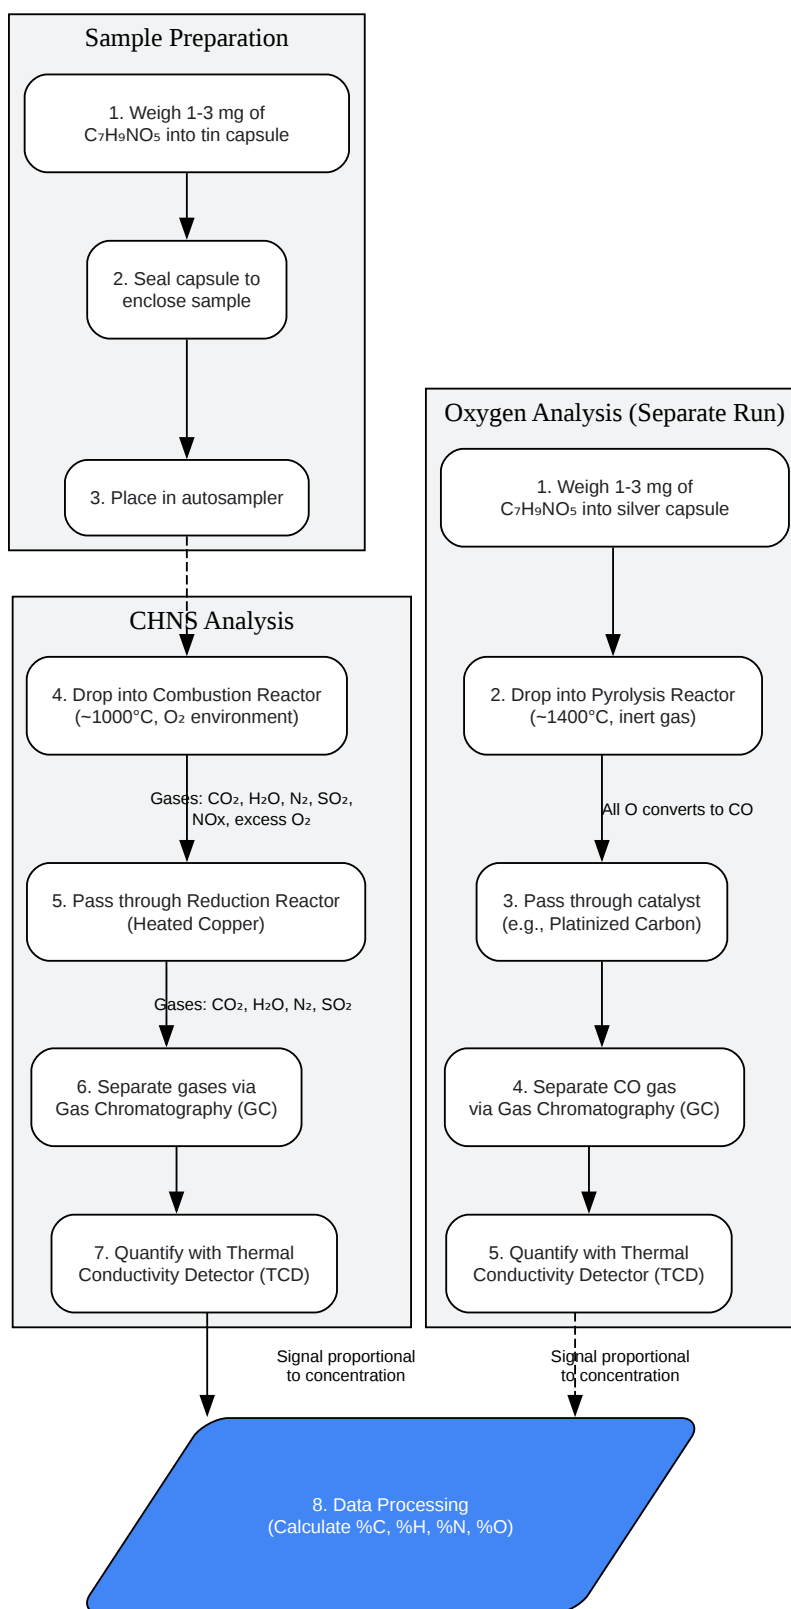 Sample Preparation
1. Weigh 1-3 mg of
C₇H₉NO₅ into tin capsule
2. Seal capsule to
enclose sample
3. Place in autosampler
CHNS Analysis
4. Drop into Combustion Reactor
(~1000°C, O₂ environment)
Gases: CO₂, H₂O, N₂, SO₂,
NOx, excess O₂
5. Pass through Reduction Reactor
(Heated Copper)
Gases: CO₂, H₂O, N₂, SO₂
6. Separate gases via
Gas Chromatography (GC)
7. Quantify with Thermal
Conductivity Detector (TCD)
Signal proportional
to concentration
Oxygen Analysis (Separate Run)
1. Weigh 1-3 mg of
C₇H₉NO₅ into silver capsule
2. Drop into Pyrolysis Reactor
(~1400°C, inert gas)
All O converts to CO
3. Pass through catalyst
(e.g., Platinized Carbon)
4. Separate CO gas
via Gas Chromatography (GC)
5. Quantify with Thermal
Conductivity Detector (TCD)
Signal proportional
to concentration
8. Data Processing
(Calculate %C, %H, %N, %O)